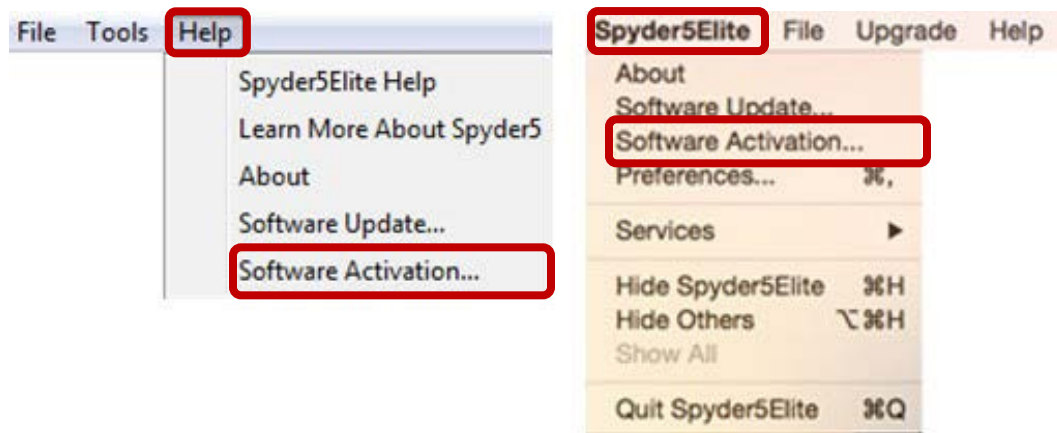 File Tools Help
Spyder5Elite Help
Learn More About Spyder5
About
Software Update...
Software Activation...
Spyder5Elite File Upgrade Help
About
Software Update...
Software Activation...
Preferences... ⌘,
Services ▶
Hide Spyder5Elite ⌘H
Hide Others ⌥⌘H
Show All
Quit Spyder5Elite ⌘Q